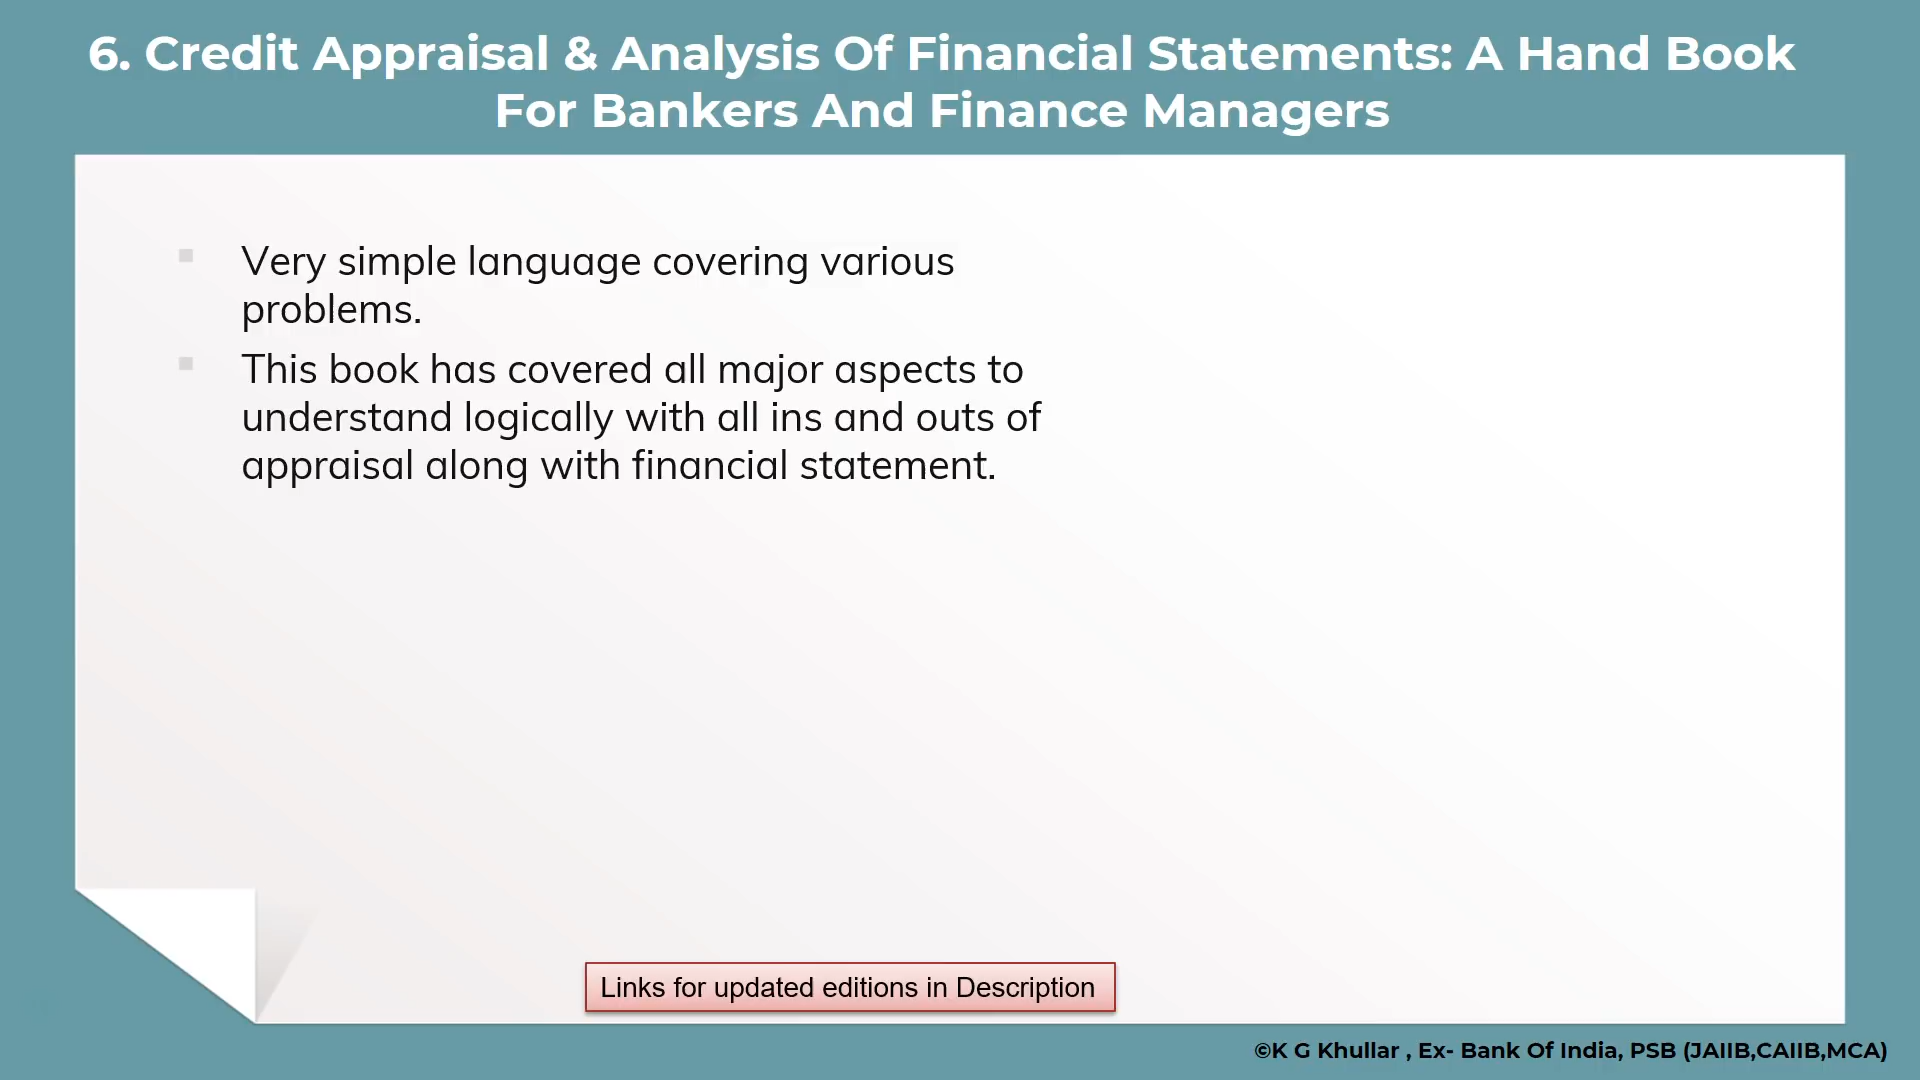 6. Credit Appraisal & Analysis Of Financial Statements: A Hand Book
For Bankers And Finance Managers
Very simple language covering various
problems.
This book has covered all major aspects to
understand logically with all ins and outs of
appraisal along with financial statement.
Links for updated editions in Description
©K G Khullar , Ex- Bank Of India, PSB (JAIIB,CAIIB,MCA)